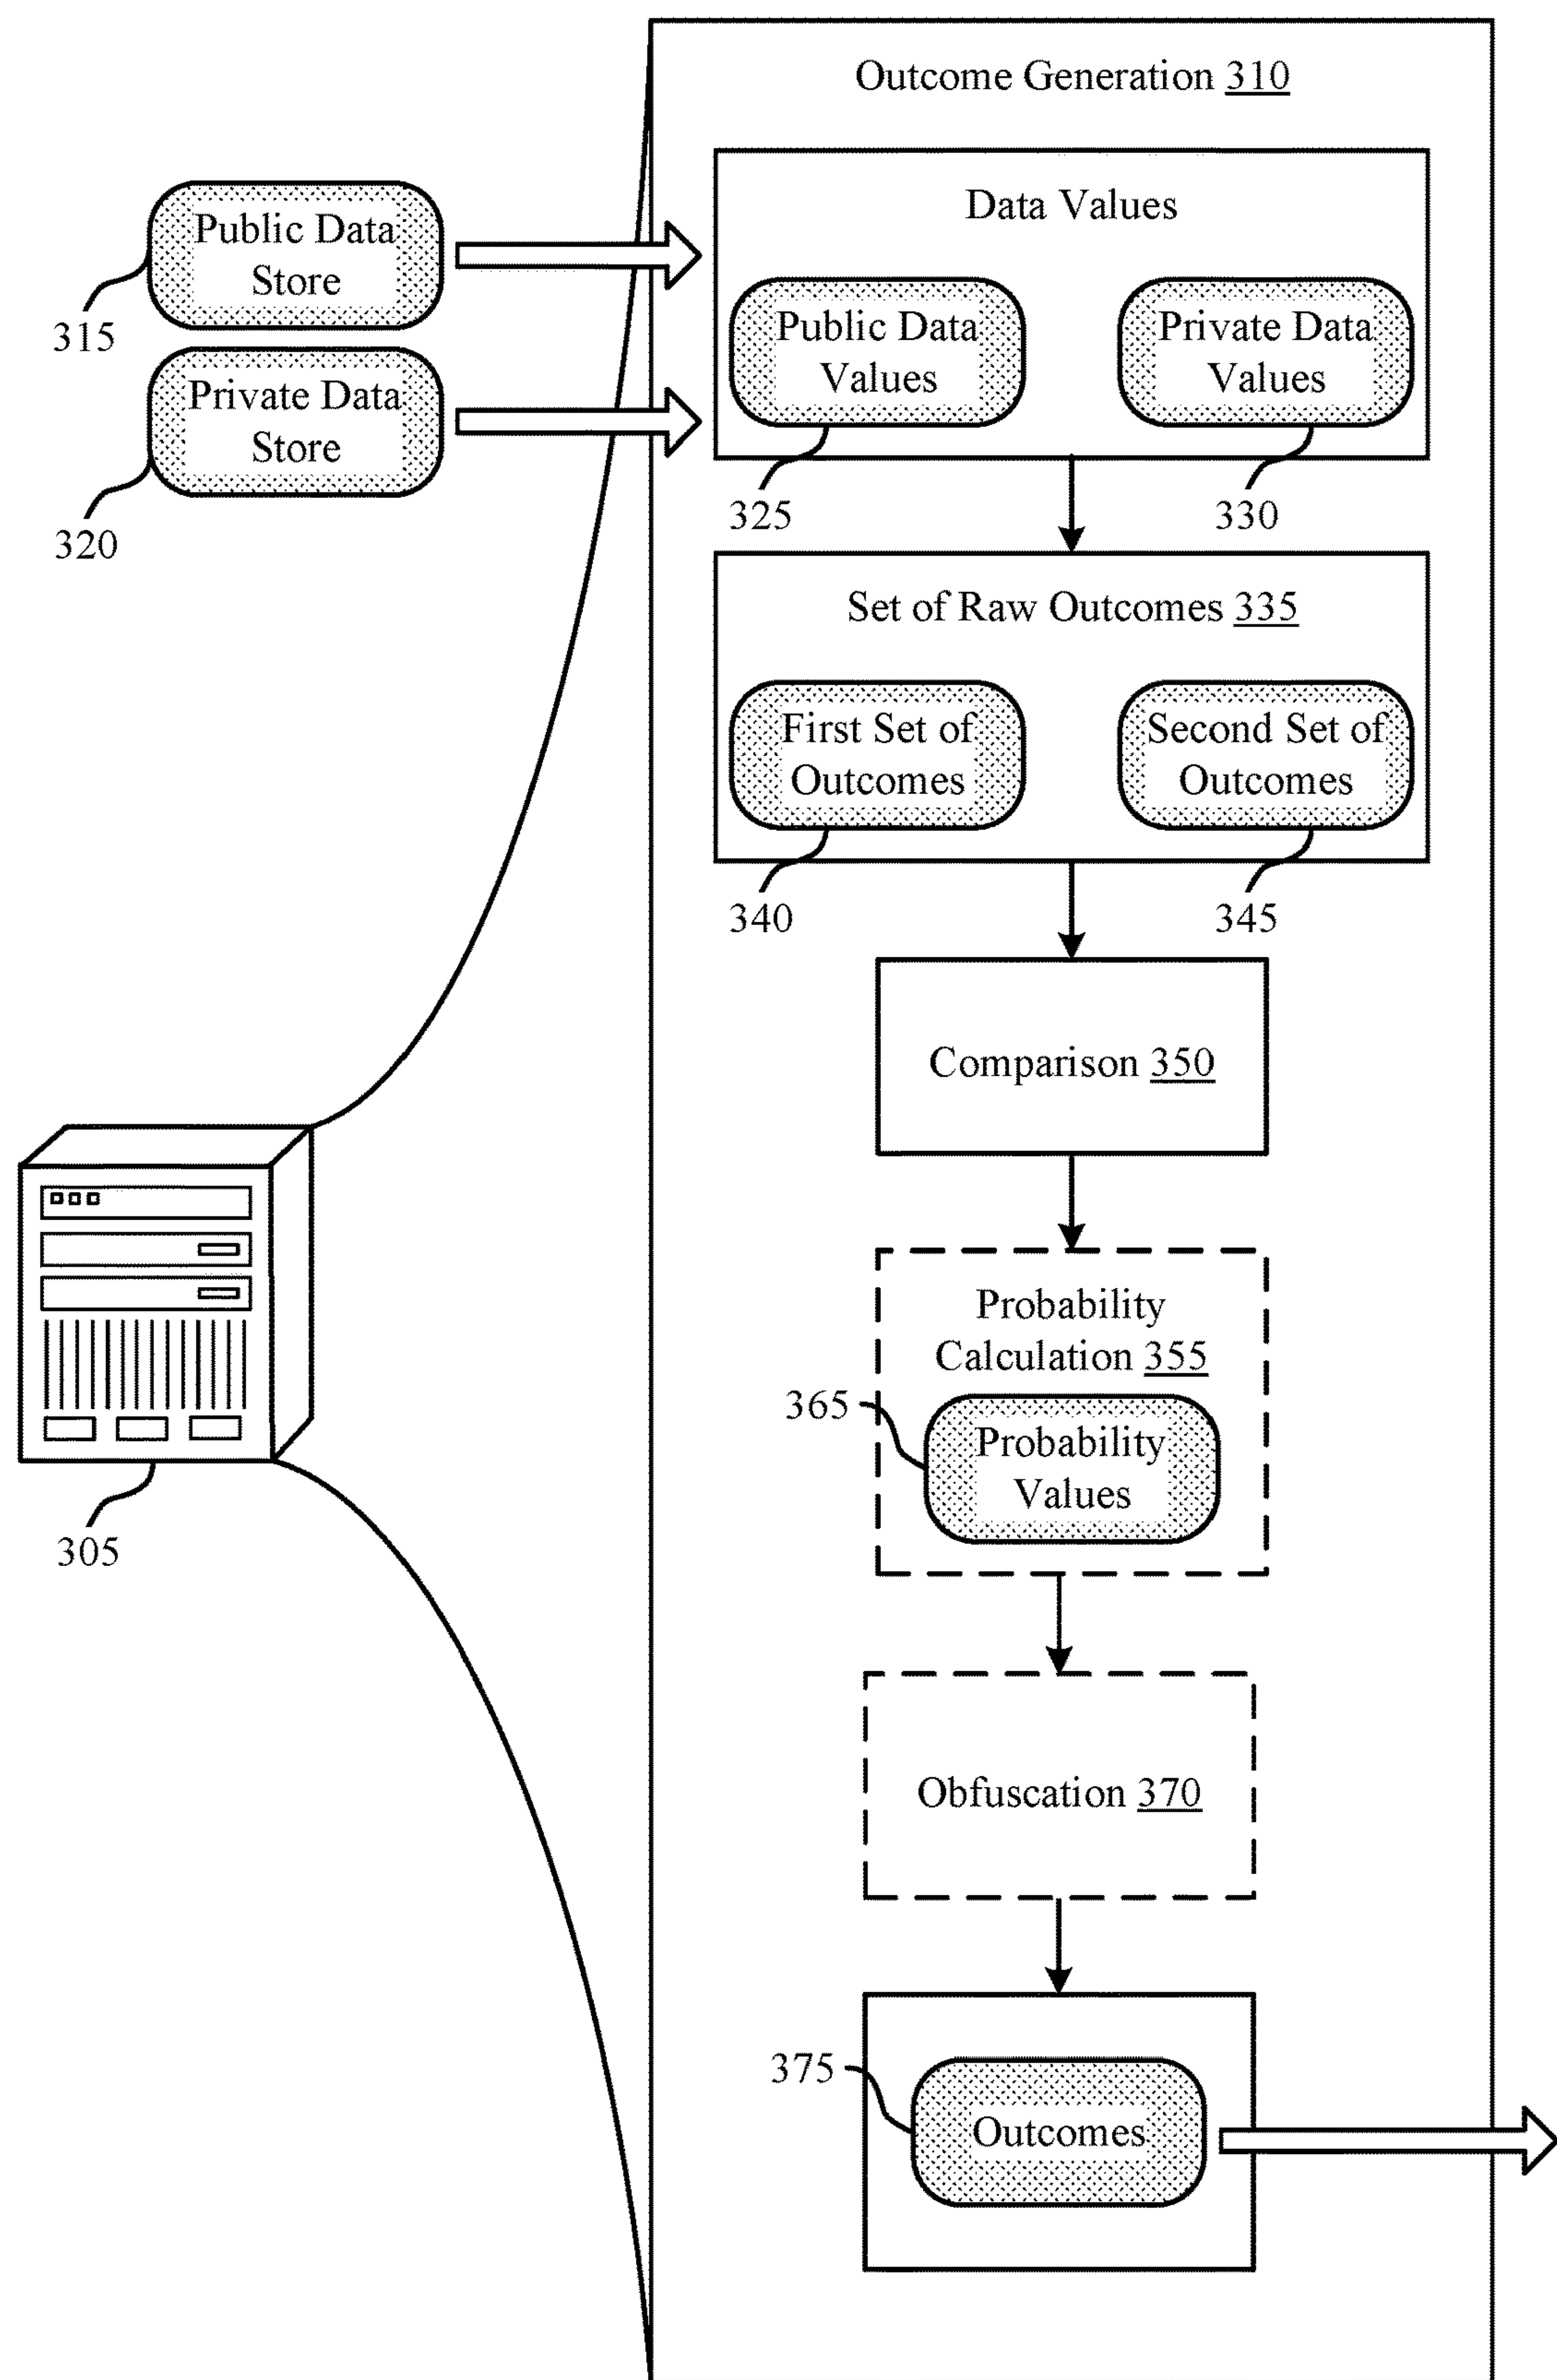 Outcome Generation 310
Data Values
Public Data
Store
315
Private Data
Store
320
Public Data
Values
325
Private Data
Values
330
Set of Raw Outcomes 335
First Set of
Outcomes
340
Second Set of
Outcomes
345
Comparison 350
Probability
Calculation 355
365
Probability
Values
305
Obfuscation 370
375
Outcomes